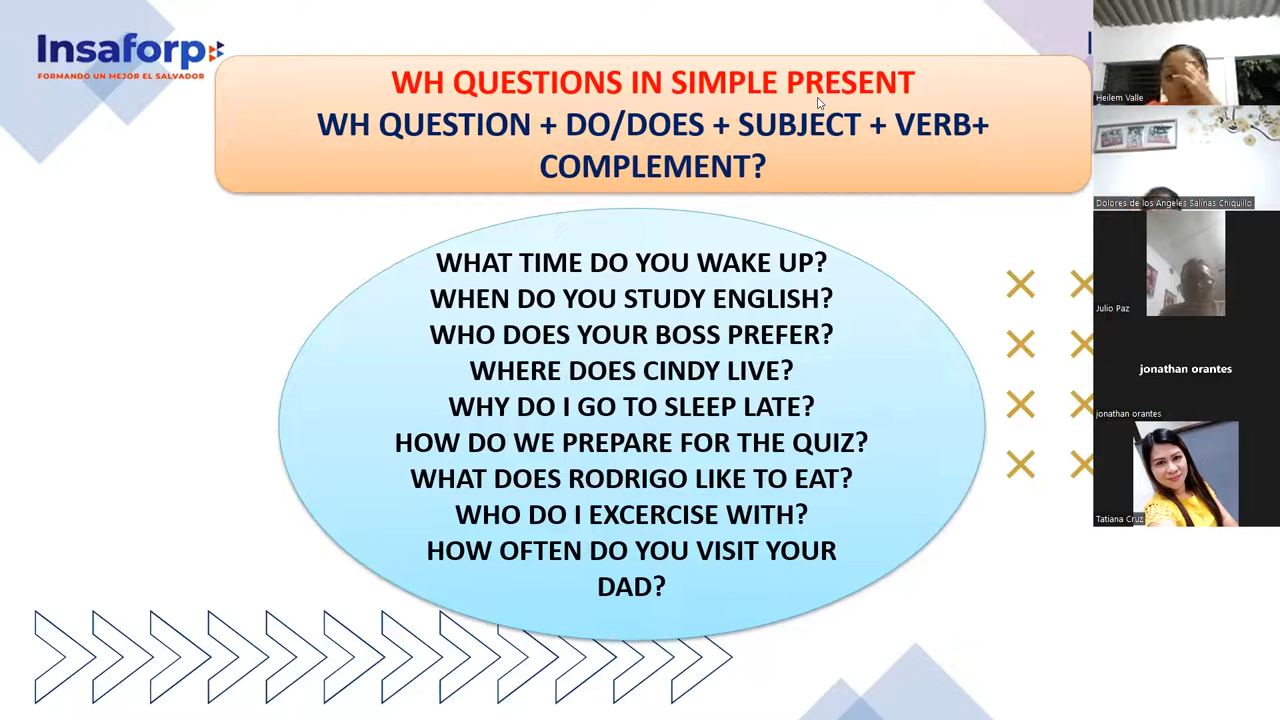 Insaforp
FORMANDO UN MEJOR EL SALVADOR
WH QUESTIONS IN SIMPLE PRESENT
WH QUESTION + DO/DOES + SUBJECT + VERB+
COMPLEMENT?
WHAT TIME DO YOU WAKE UP?
WHEN DO YOU STUDY ENGLISH?
WHO DOES YOUR BOSS PREFER?
WHERE DOES CINDY LIVE?
WHY DO I GO TO SLEEP LATE?
HOW DO WE PREPARE FOR THE QUIZ?
WHAT DOES RODRIGO LIKE TO EAT?
WHO DO I EXCERCISE WITH?
HOW OFTEN DO YOU VISIT YOUR
DAD?
Heilem Valle
Dolores de los Angeles Salinas Chiquillo
Julio Paz
jonathan orantes
jonathan orantes
Tatiana Cruz